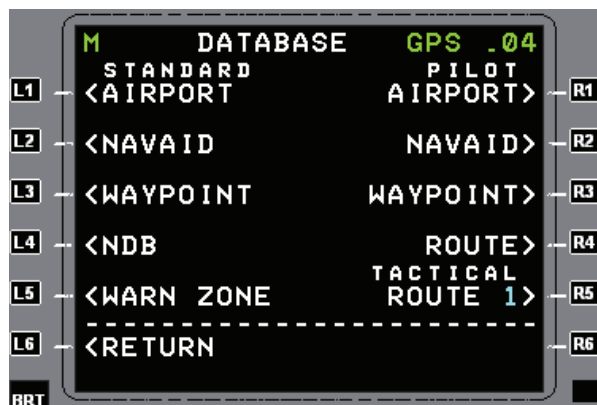 M DATABASE GPS .04
STANDARD PILOT
L1 <AIRPORT AIRPORT> R1
L2 <NAVAID NAVAID> R2
L3 <WAYPOINT WAYPOINT> R3
L4 <NDB ROUTE> R4
TACTICAL
L5 <WARN ZONE ROUTE 1> R5
L6 <RETURN R6
BRT